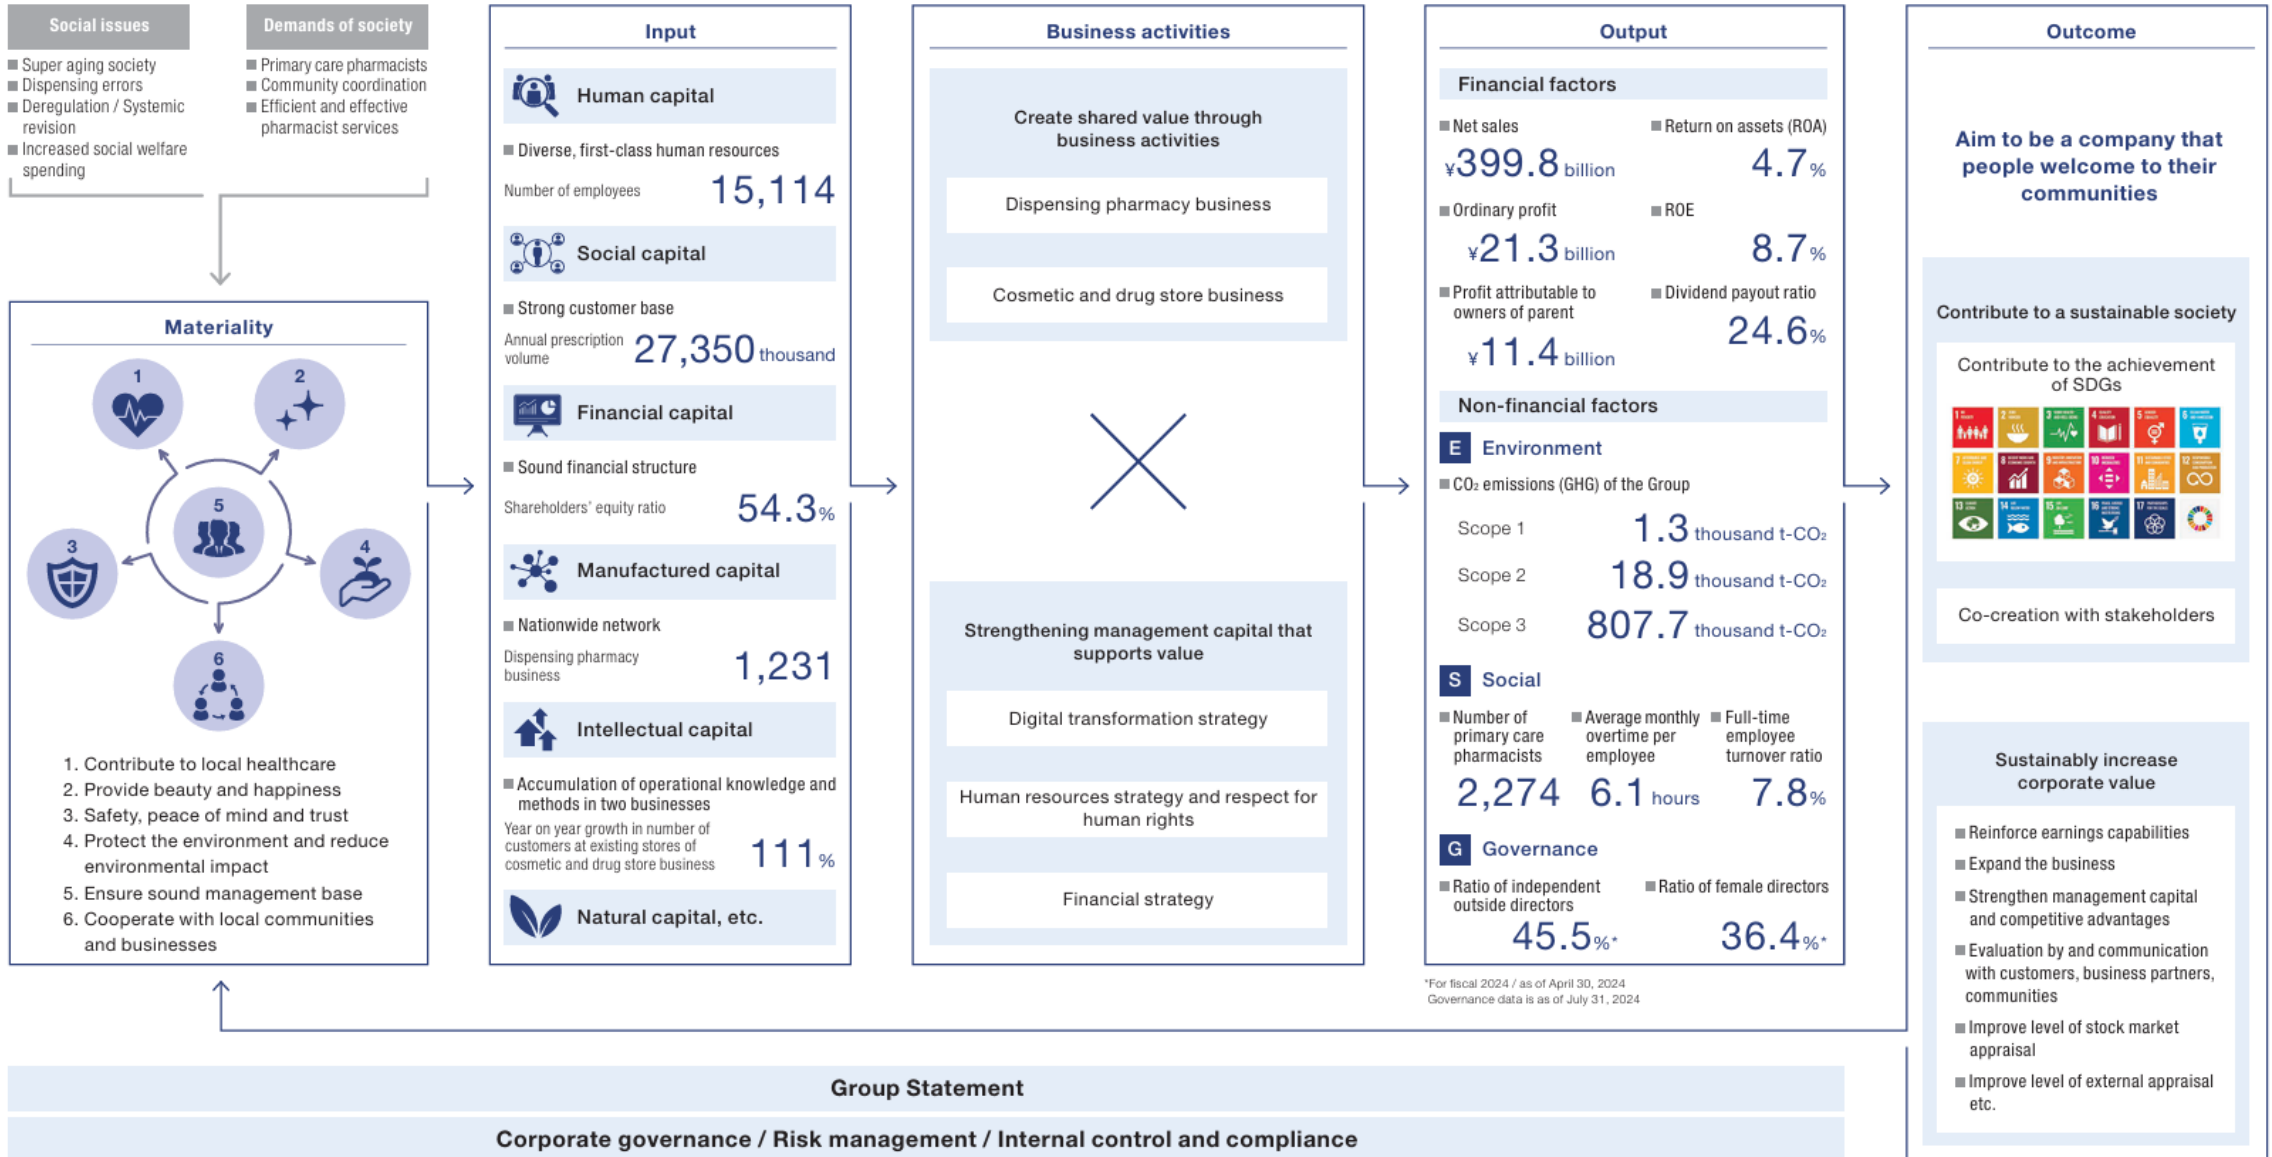 Social issues
Super aging society
Dispensing errors
Deregulation / Systemic
revision
Increased social welfare
spending
Demands of society
Primary care pharmacists
Community coordination
Efficient and effective
pharmacist services
Materiality
1
2
3
4
5
6
1. Contribute to local healthcare
2. Provide beauty and happiness
3. Safety, peace of mind and trust
4. Protect the environment and reduce
environmental impact
5. Ensure sound management base
6. Cooperate with local communities
and businesses
Input
Human capital
Diverse, first-class human resources
Number of employees 15,114
Social capital
Strong customer base
Annual prescription
volume
27,350 thousand
Financial capital
Sound financial structure
Shareholders' equity ratio 54.3%
Manufactured capital
Nationwide network
Dispensing pharmacy
business
1,231
Intellectual capital
Accumulation of operational knowledge and
methods in two businesses
Year on year growth in number of
customers at existing stores of
cosmetic and drug store business
111%
Natural capital, etc.
Business activities
Create shared value through
business activities
Dispensing pharmacy business
Cosmetic and drug store business
Strengthening management capital that
supports value
Digital transformation strategy
Human resources strategy and respect for
human rights
Financial strategy
Output
Financial factors
Net sales
¥399.8 billion
Return on assets (ROA)
4.7%
Ordinary profit
¥21.3 billion
ROE
8.7%
Profit attributable to
owners of parent
¥11.4 billion
Dividend payout ratio
24.6%
Non-financial factors
E Environment
CO₂ emissions (GHG) of the Group
Scope 1 1.3 thousand t-CO₂
Scope 2 18.9 thousand t-CO₂
Scope 3 807.7 thousand t-CO₂
S Social
Number of
primary care
pharmacists
2,274
Average monthly
overtime per
employee
6.1 hours
Full-time
employee
turnover ratio
7.8%
G Governance
Ratio of independent
outside directors
45.5%*
Ratio of female directors
36.4%*
*For fiscal 2024 / as of April 30, 2024
Governance data is as of July 31, 2024
Outcome
Aim to be a company that
people welcome to their
communities
Contribute to a sustainable society
Contribute to the achievement
of SDGs
1 2 3 4 5 6
7 8 9 10 11 12
13 14 15 16 17
Co-creation with stakeholders
Sustainably increase
corporate value
Reinforce earnings capabilities
Expand the business
Strengthen management capital
and competitive advantages
Evaluation by and communication
with customers, business partners,
communities
Improve level of stock market
appraisal
Improve level of external appraisal
etc.
Group Statement
Corporate governance / Risk management / Internal control and compliance